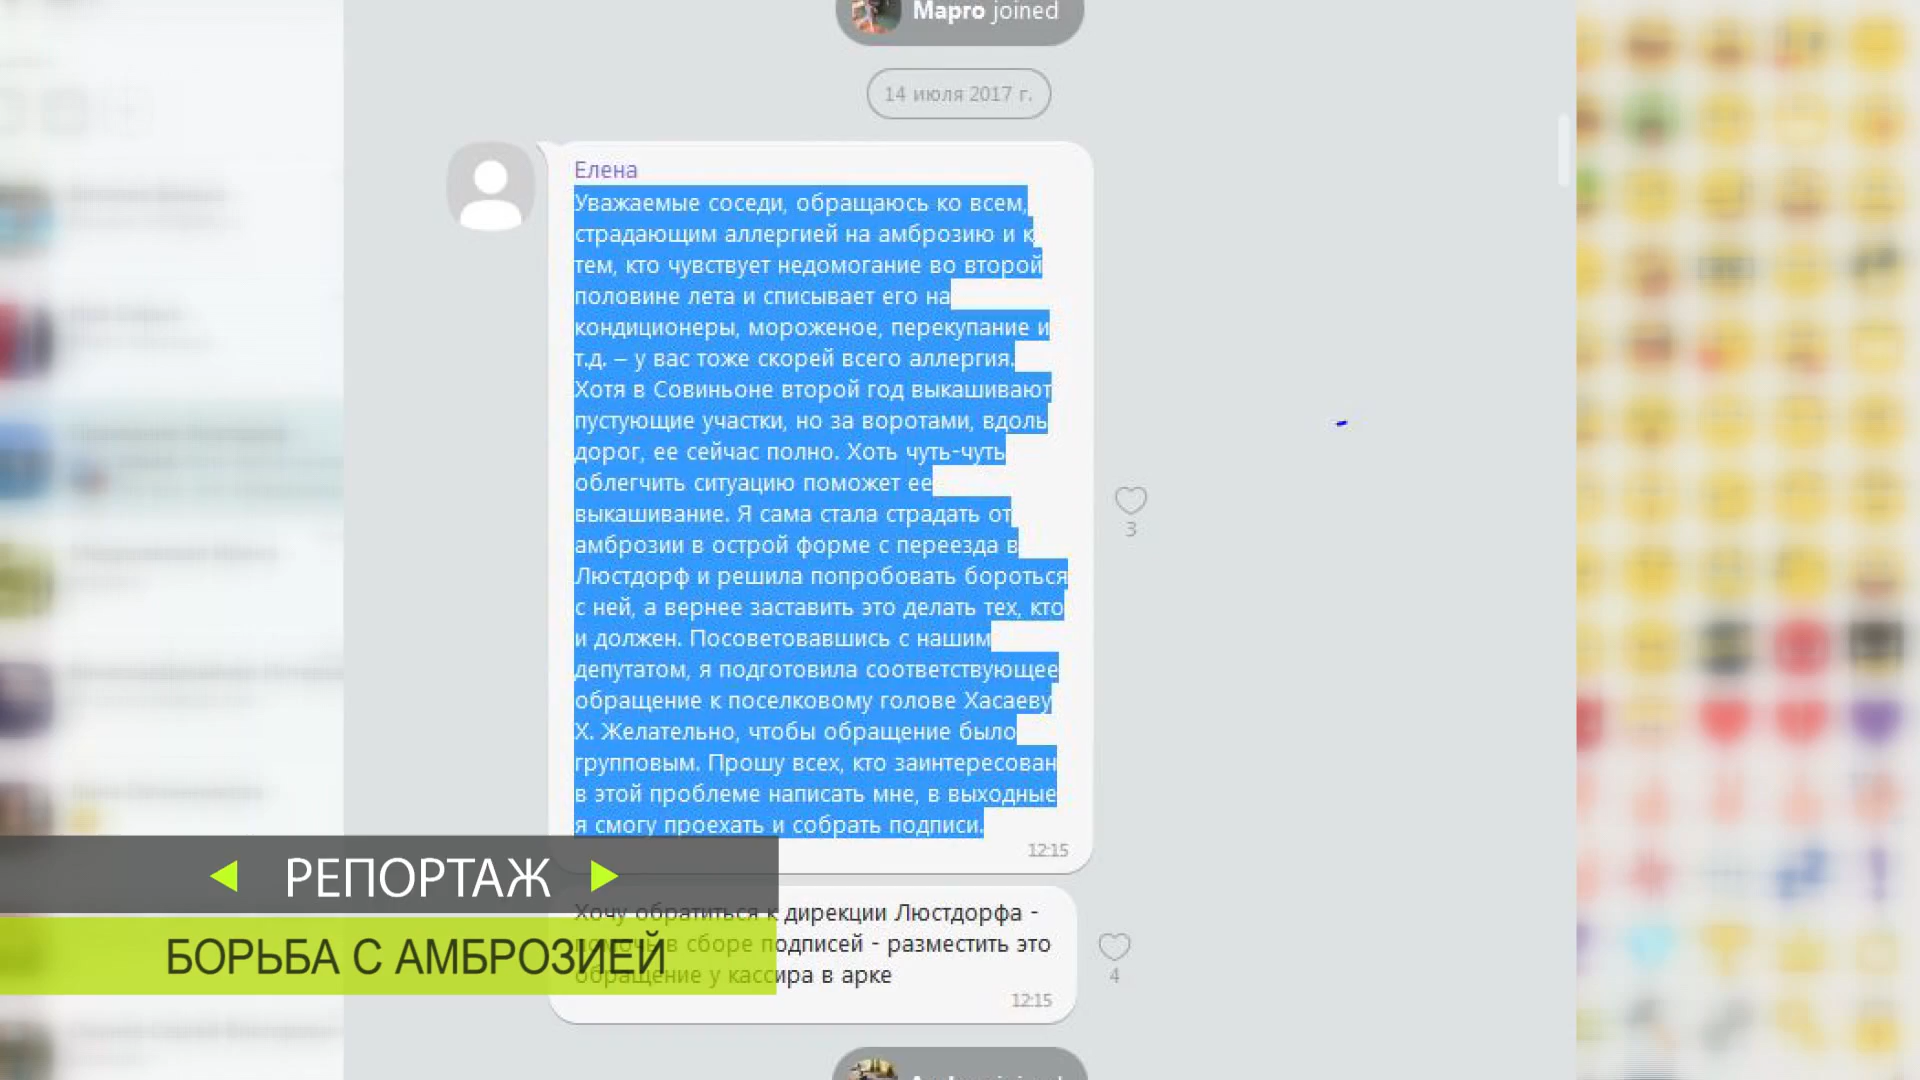 Марго joined
14 июля 2017 г.
Елена
Уважаемые соседи, обращаюсь ко всем,
страдающим аллергией на амброзию и к
тем, кто чувствует недомогание во второй
половине лета и списывает его на
кондиционеры, мороженое, перекупание и
т.д. – у вас тоже скорей всего аллергия.
Хотя в Совиньоне второй год выкашивают
пустующие участки, но за воротами, вдоль
дорог, ее сейчас полно. Хоть чуть-чуть
облегчить ситуацию поможет ее
выкашивание. Я сама стала страдать от
амброзии в острой форме с переезда в
Люстдорф и решила попробовать бороться
с ней, а вернее заставить это делать тех, кто
и должен. Посоветовавшись с нашим
депутатом, я подготовила соответствующее
обращение к поселковому голове Хасаеву
Х. Желательно, чтобы обращение было
групповым. Прошу всех, кто заинтересован
в этой проблеме написать мне, в выходные
я смогу проехать и собрать подписи.
12:15
3
Хочу обратиться к дирекции Люстдорфа -
помочь в сборе подписей - разместить это
обращение у кассира в арке
12:15
4
РЕПОРТАЖ
БОРЬБА С АМБРОЗИЕЙ
joined